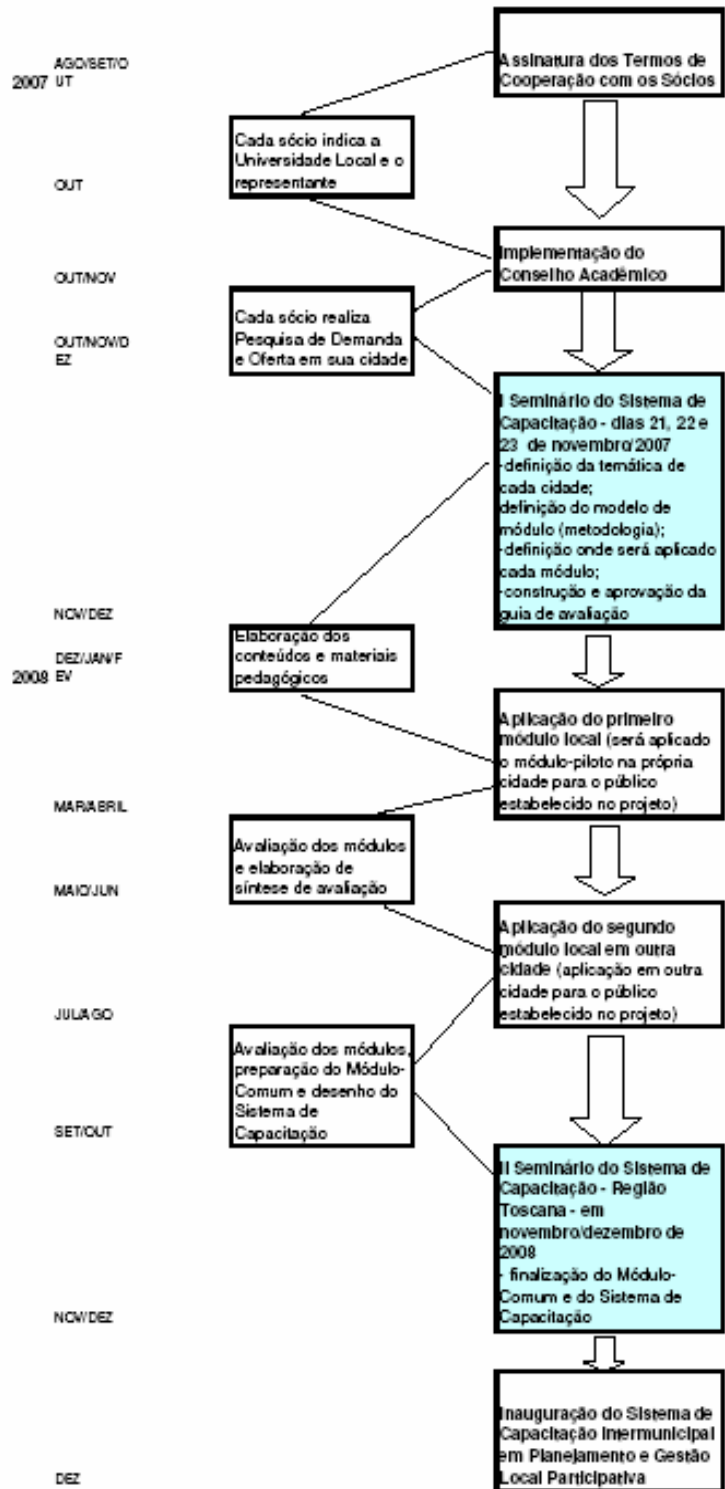 Assinatura dos Termos de
Cooperação com os Sócios
AGO/SET/O
2007 UT
Cada sócio indica a
Universidade Local e o
representante
OUT
Implementação do
Conselho Acadêmico
OUT/NOV
Cada sócio realiza
Pesquisa de Demanda
e Oferta em sua cidade
OUT/NOV/D
EZ
I Seminário do Sistema de
Capacitação - dias 21, 22 e
23 de novembro/2007
-definição da temática de
cada cidade;
definição do modelo de
módulo (metodologia);
-definição onde será aplicado
cada módulo;
-construção e aprovação da
guia de avaliação
NOV/DEZ
Elaboração dos
conteúdos e materiais
pedagógicos
DEZ/JAN/F
2008 EV
Aplicação do primeiro
módulo local (será aplicado
o módulo-piloto na própria
cidade para o público
estabelecido no projeto)
MAR/ABRIL
Avaliação dos módulos
e elaboração de
síntese de avaliação
MAIO/JUN
Aplicação do segundo
módulo local em outra
cidade (aplicação em outra
cidade para o público
estabelecido no projeto)
JUL/AGO
Avaliação dos módulos,
preparação do Módulo-
Comum e desenho do
Sistema de
Capacitação
SET/OUT
II Seminário do Sistema de
Capacitação - Região
Toscana - em
novembro/dezembro de
2008
- finalização do Módulo-
Comum e do Sistema de
Capacitação
NOV/DEZ
Inauguração do Sistema de
Capacitação Intermunicipal
em Planejamento e Gestão
Local Participativa
DEZ